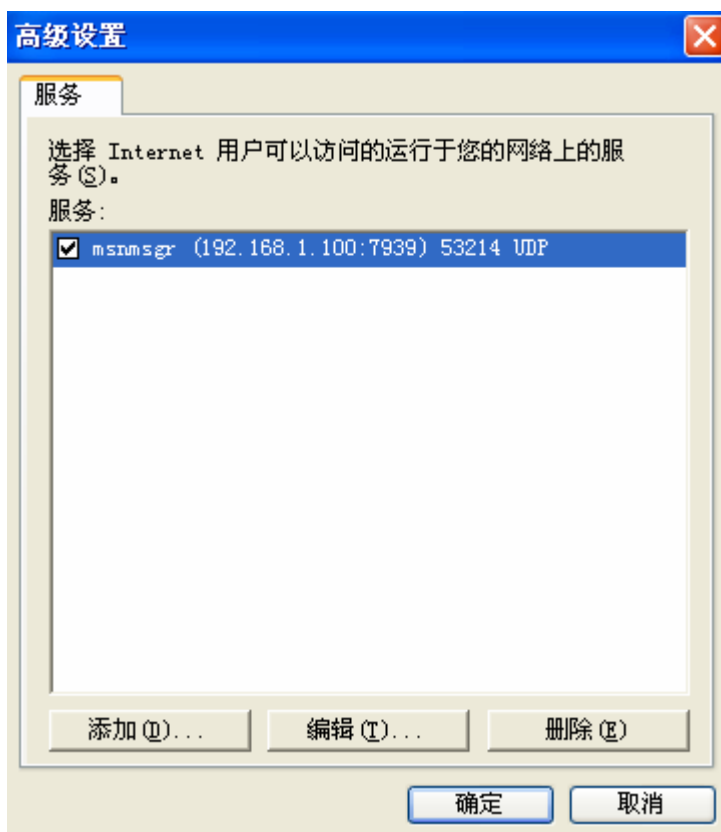 高级设置
服务
选择 Internet 用户可以访问的运行于您的网络上的服
务(S)。
服务:
msnmsgr (192.168.1.100:7939) 53214 UDP
添加(D)... 编辑(T)... 删除(E)
确定 取消